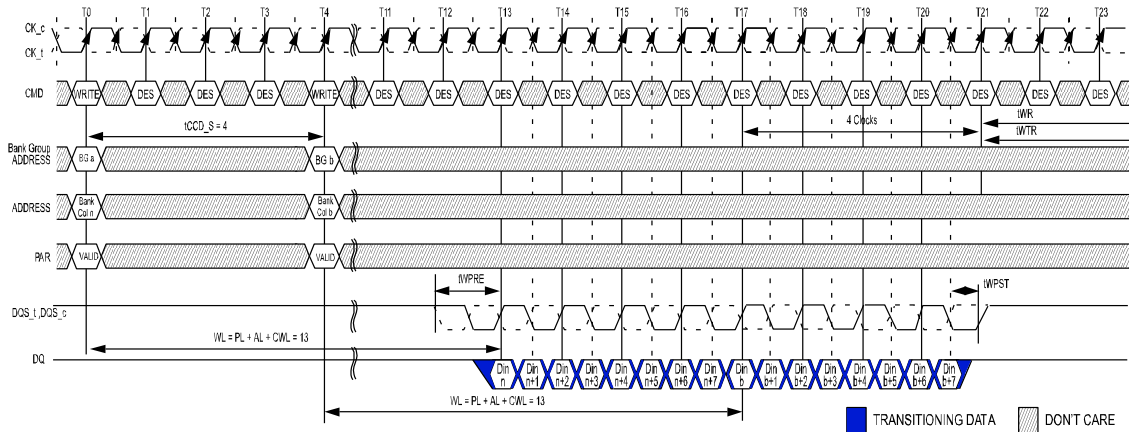 T0 T1 T2 T3 T4 T11 T12 T13 T14 T15 T16 T17 T18 T19 T20 T21 T22 T23
CK_c
CK_t
CMD WRITE DES DES DES WRITE DES DES DES DES DES DES DES DES DES DES DES DES DES
tCCD_S = 4
4 Clocks
tWR
tWTR
Bank Group
ADDRESS
BG a
BG b
ADDRESS
Bank
Col n
Bank
Col b
PAR VALID VALID
tWPRE
tWPST
DQS_t ,DQS_c
WL = PL + AL + CWL = 13
DQ
Din Din Din Din Din Din Din Din Din Din Din Din Din Din Din Din
n n+1 n+2 n+3 n+4 n+5 n+6 n+7 b b+1 b+2 b+3 b+4 b+5 b+6 b+7
WL = PL + AL + CWL = 13
TRANSITIONING DATA
DON'T CARE